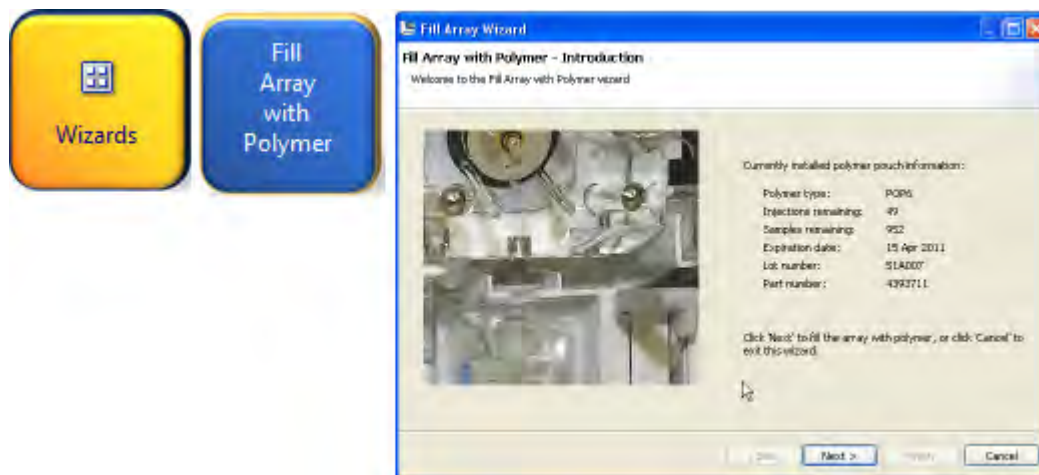 Wizards
Fill
Array
with
Polymer
Fill Array Wizard
Fill Array with Polymer - Introduction
Welcome to the Fill Array with Polymer wizard
Currently installed polymer pouch information:
Polymer type: POP6
Injections remaining: 49
Samples remaining: 952
Expiration date: 15 Apr 2011
Lot number: S1A007
Part number: 4393711
Click 'Next' to fill the array with polymer, or click 'Cancel' to
exit this wizard.
Next > Cancel